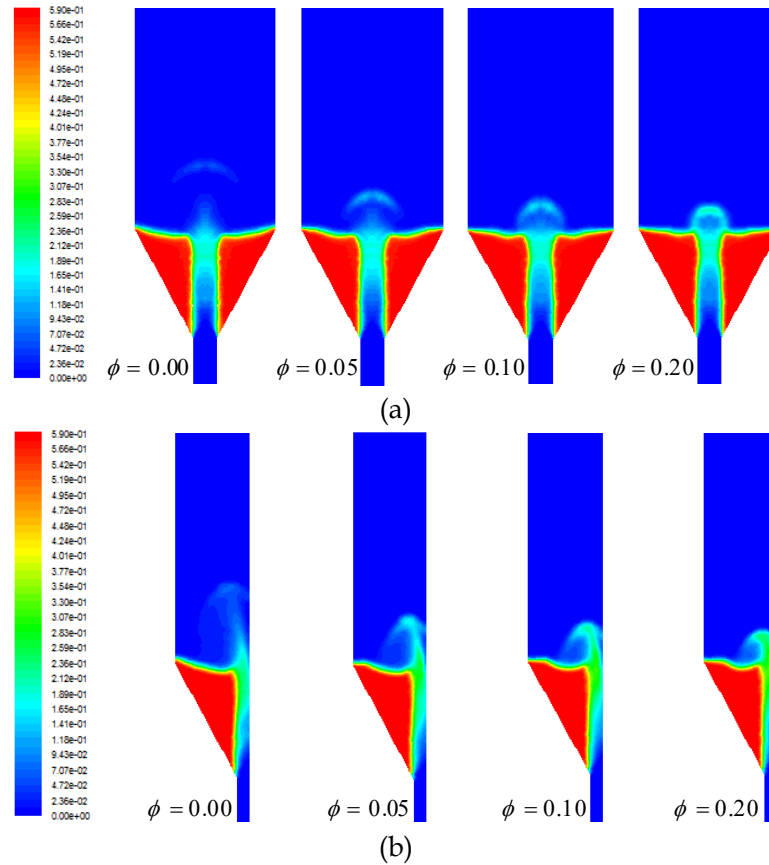 5.90e-01
5.66e-01
5.42e-01
5.19e-01
4.95e-01
4.72e-01
4.48e-01
4.24e-01
4.01e-01
3.77e-01
3.54e-01
3.30e-01
3.07e-01
2.83e-01
2.59e-01
2.36e-01
2.12e-01
1.89e-01
1.65e-01
1.41e-01
1.18e-01
9.43e-02
7.07e-02
4.72e-02
2.36e-02
0.00e+00
ϕ = 0.00 ϕ = 0.05 ϕ = 0.10 ϕ = 0.20
(a)
5.90e-01
5.66e-01
5.42e-01
5.19e-01
4.95e-01
4.72e-01
4.48e-01
4.24e-01
4.01e-01
3.77e-01
3.54e-01
3.30e-01
3.07e-01
2.83e-01
2.59e-01
2.36e-01
2.12e-01
1.89e-01
1.65e-01
1.41e-01
1.18e-01
9.43e-02
7.07e-02
4.72e-02
2.36e-02
0.00e+00
ϕ = 0.00 ϕ = 0.05 ϕ = 0.10 ϕ = 0.20
(b)